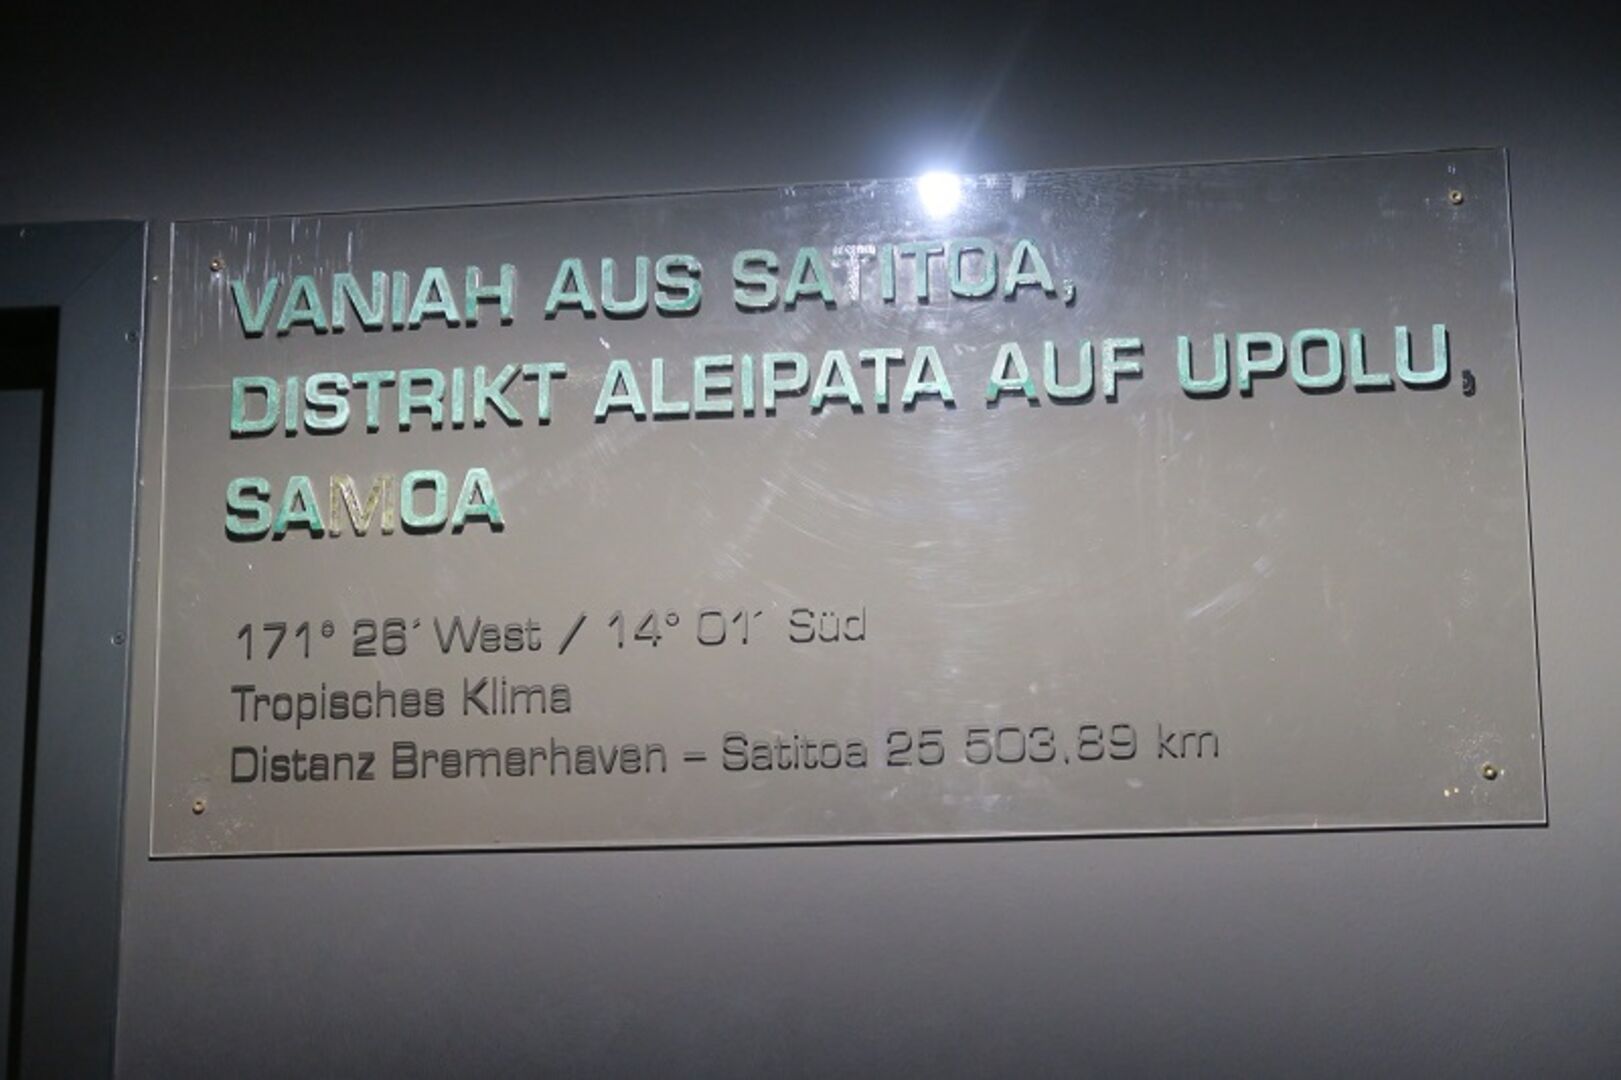 VANIAH AUS SATITOA,
DISTRIKT ALEIPATA AUF UPOLU,
SAMOA
171° 26´ West / 14° 01´ Süd
Tropisches Klima
Distanz Bremerhaven – Satitoa 25 503,89 km